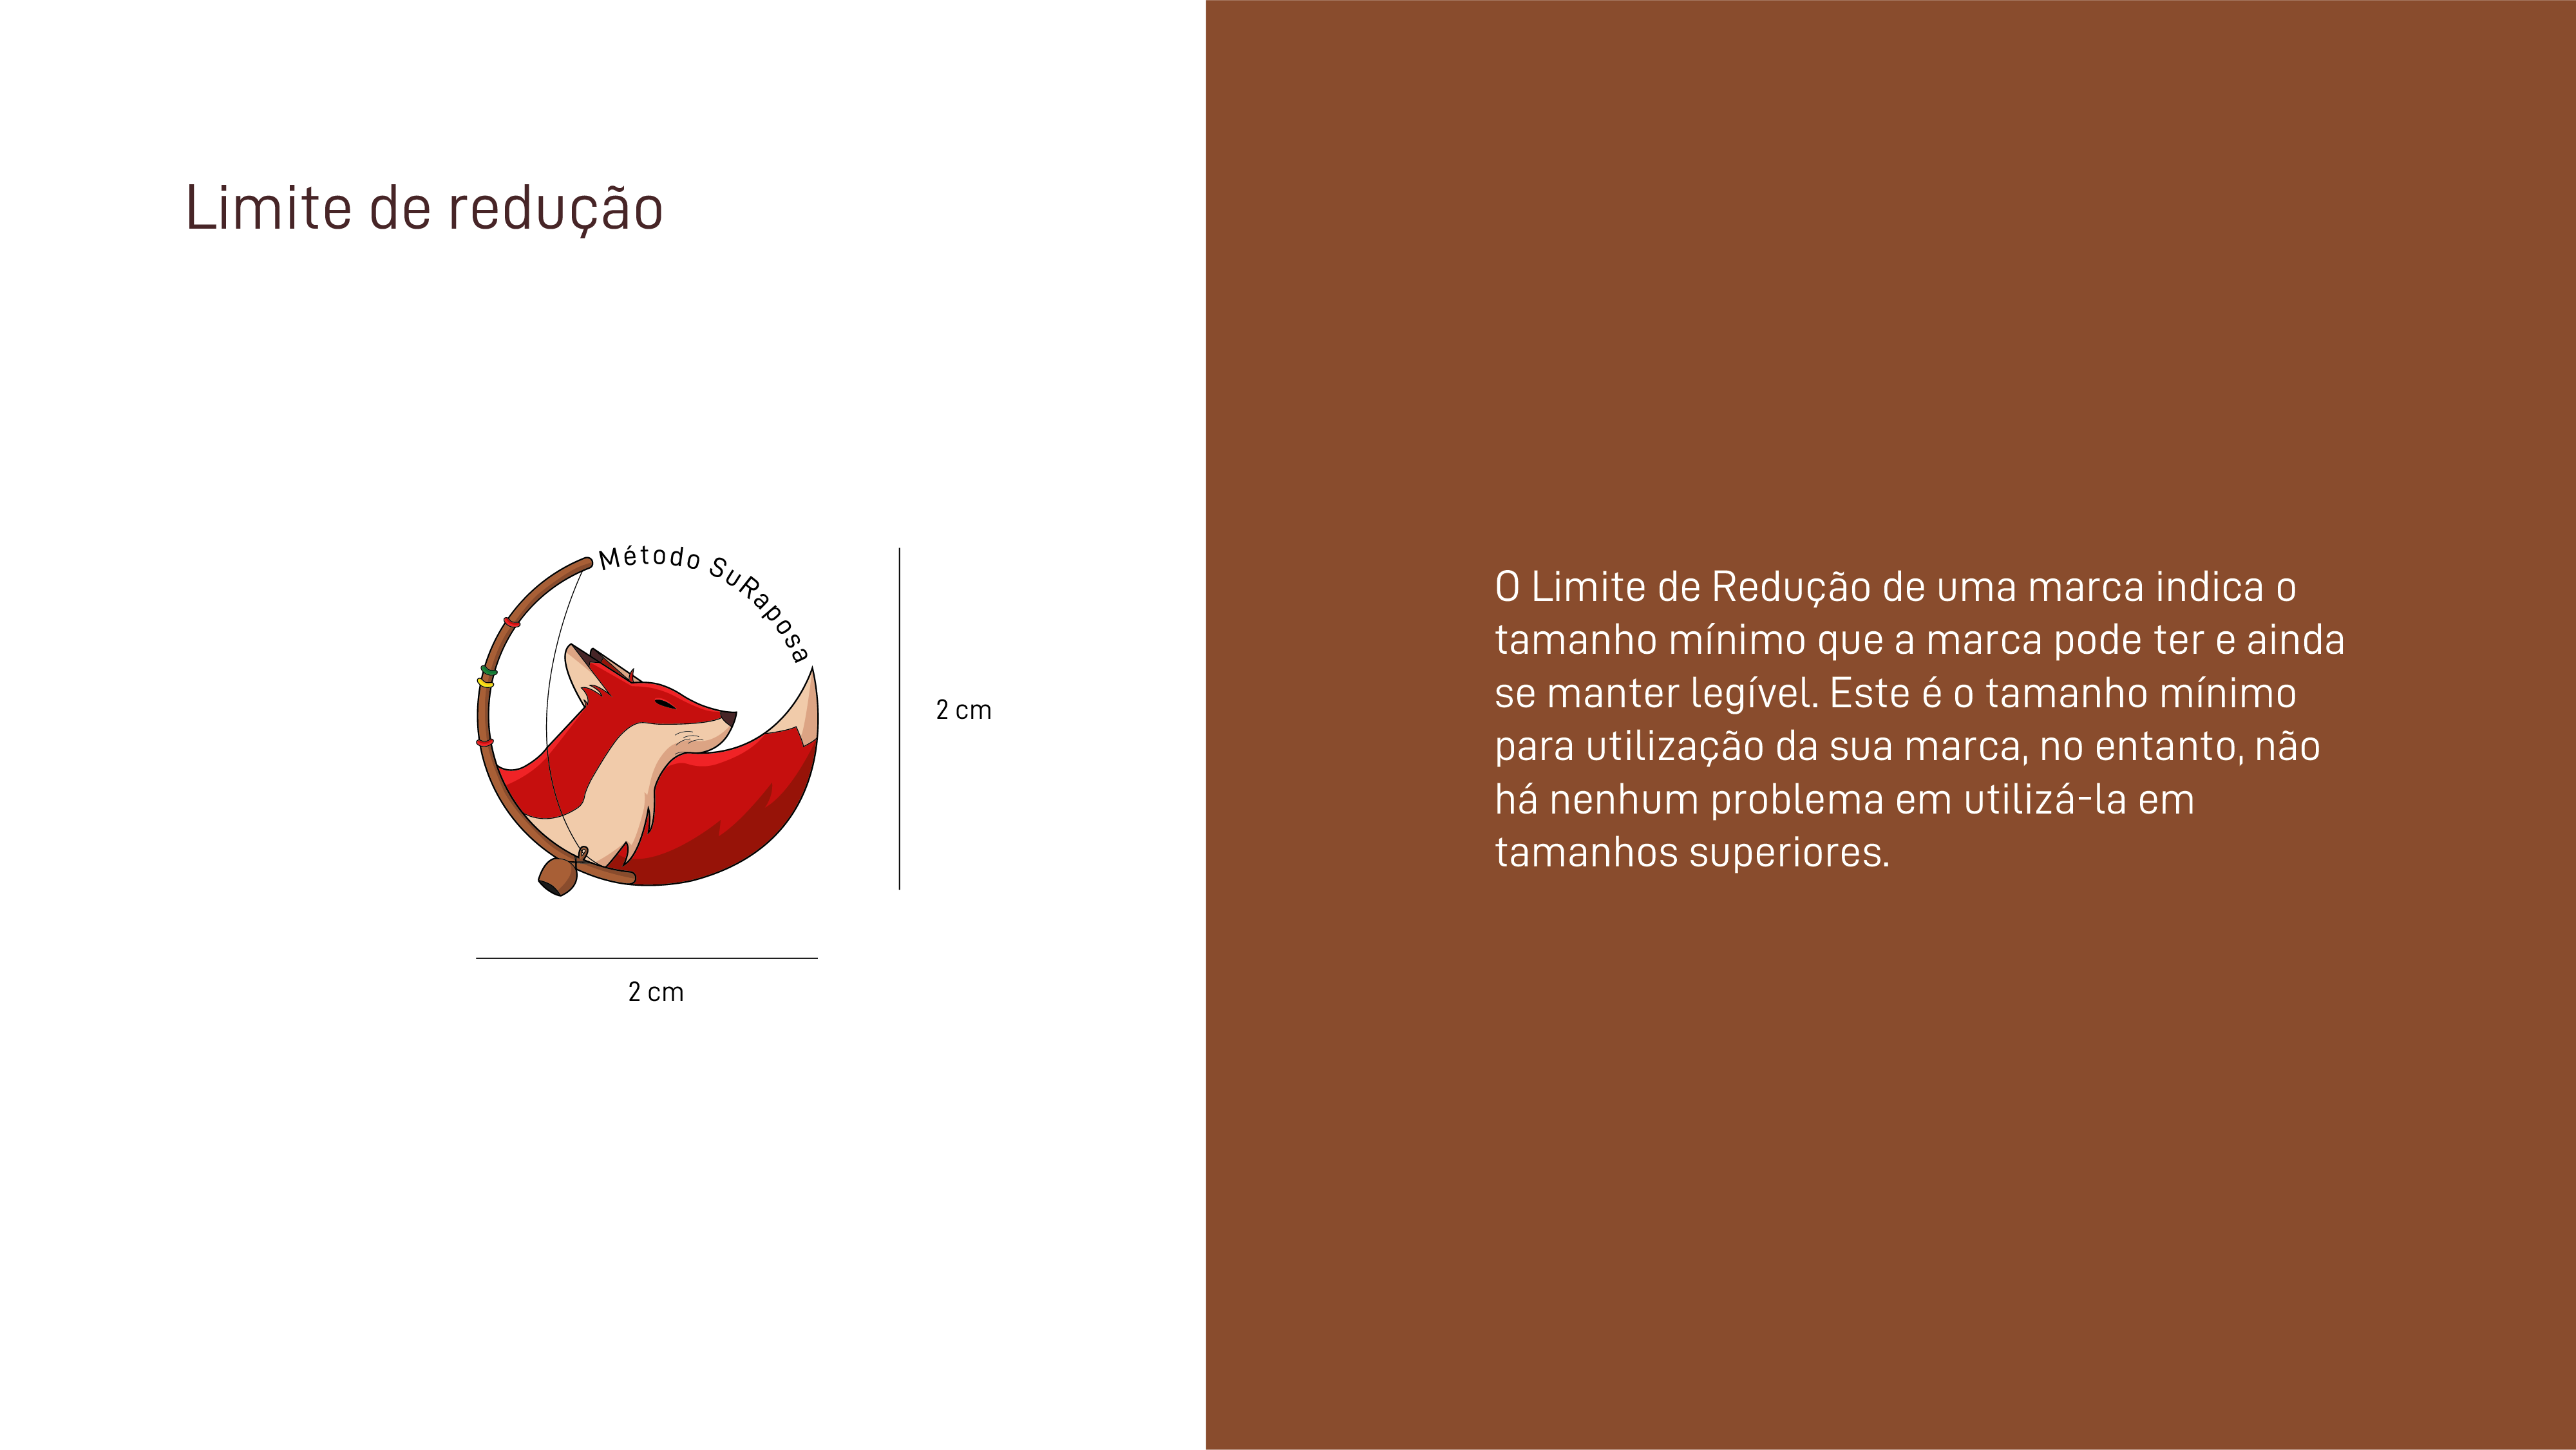 Limite de redução
Método SuRaposa
2 cm
2 cm
O Limite de Redução de uma marca indica o
tamanho mínimo que a marca pode ter e ainda
se manter legível. Este é o tamanho mínimo
para utilização da sua marca, no entanto, não
há nenhum problema em utilizá-la em
tamanhos superiores.